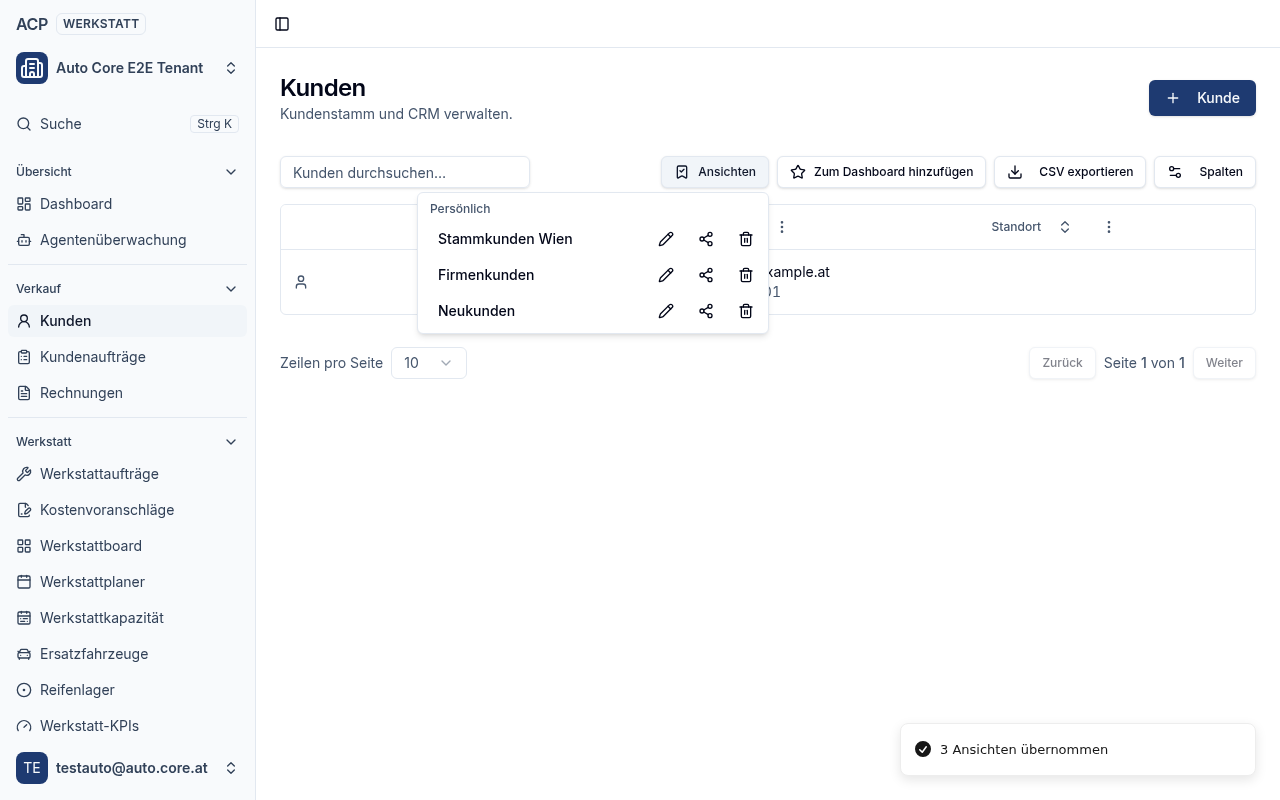 ACP WERKSTATT
Auto Core E2E Tenant
Suche Strg K
Übersicht
Dashboard
Agentenüberwachung
Verkauf
Kunden
Kundenaufträge
Rechnungen
Werkstatt
Werkstattaufträge
Kostenvoranschläge
Werkstattboard
Werkstattplaner
Werkstattkapazität
Ersatzfahrzeuge
Reifenlager
Werkstatt-KPIs
TE testauto@auto.core.at
Kunden
Kundenstamm und CRM verwalten.
Kunde
Kunden durchsuchen...
Ansichten
Zum Dashboard hinzufügen
CSV exportieren
Spalten
Persönlich
Stammkunden Wien
Firmenkunden
Neukunden
Standort
xample.at
01
Zeilen pro Seite 10
Zurück Seite 1 von 1 Weiter
3 Ansichten übernommen